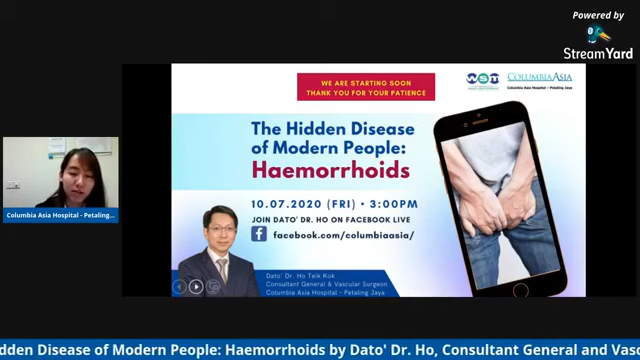 Powered by
StreamYard
WE ARE STARTING SOON
THANK YOU FOR YOUR PATIENCE
COLUMBIA ASIA
Columbia Asia Hospital - Petaling Jaya
The Hidden Disease
of Modern People:
Haemorrhoids
10.07.2020 (FRI) • 3:00PM
JOIN DATO' DR. HO ON FACEBOOK LIVE
f facebook.com/columbiaasia/
Columbia Asia Hospital - Petaling...
Dato' Dr. Ho Teik Kok
Consultant General & Vascular Surgeon
Columbia Asia Hospital - Petaling Jaya
idden Disease of Modern People: Haemorrhoids by Dato' Dr. Ho, Consultant General and Vasc